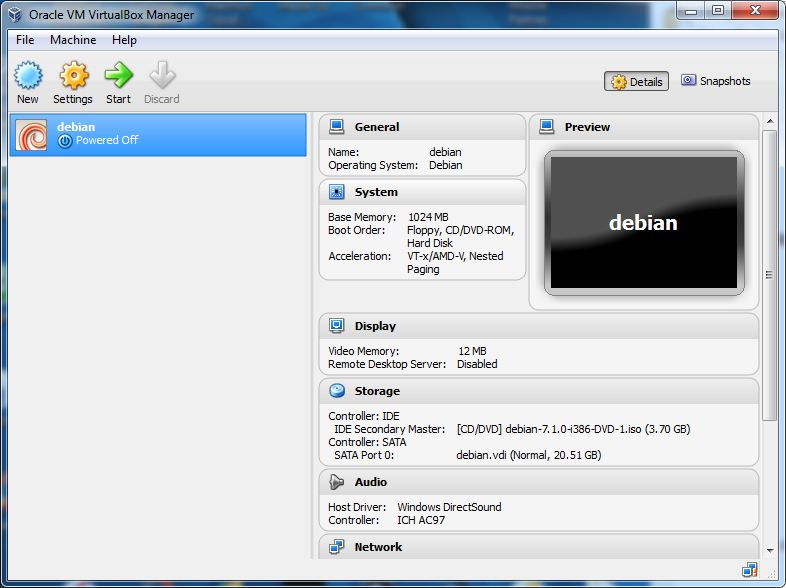 Oracle VM VirtualBox Manager
File Machine Help
New Settings Start Discard
Details Snapshots
debian
Powered Off
General
Name: debian
Operating System: Debian
System
Base Memory: 1024 MB
Boot Order: Floppy, CD/DVD-ROM,
Hard Disk
Acceleration: VT-x/AMD-V, Nested
Paging
Preview
debian
Display
Video Memory: 12 MB
Remote Desktop Server: Disabled
Storage
Controller: IDE
IDE Secondary Master: [CD/DVD] debian-7.1.0-i386-DVD-1.iso (3.70 GB)
Controller: SATA
SATA Port 0: debian.vdi (Normal, 20.51 GB)
Audio
Host Driver: Windows DirectSound
Controller: ICH AC97
Network